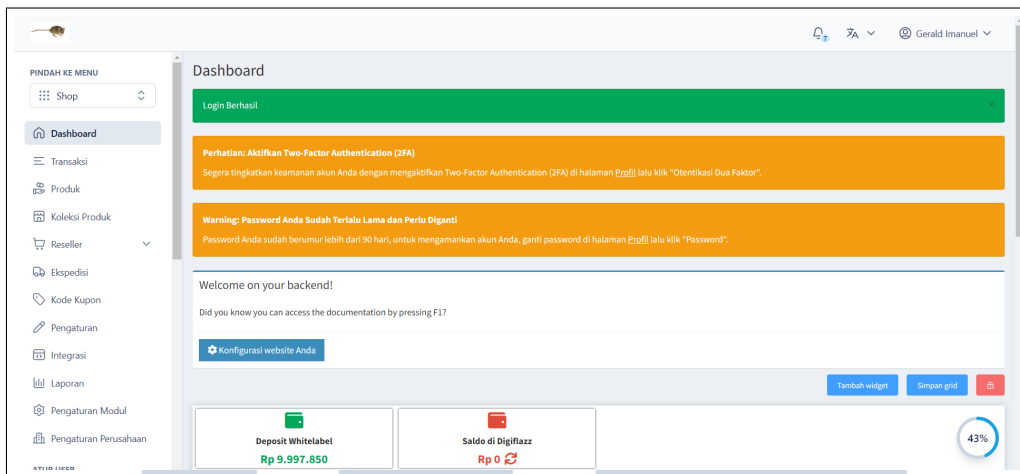 7
Gerald Imanuel
PINDAH KE MENU
Shop
Dashboard
Transaksi
Produk
Koleksi Produk
Reseller
Ekspedisi
Kode Kupon
Pengaturan
Integrasi
Laporan
Pengaturan Modul
Pengaturan Perusahaan
ATUR USER
Dashboard
Login Berhasil
×
Perhatian: Aktifkan Two-Factor Authentication (2FA)
Segera tingkatkan keamanan akun Anda dengan mengaktifkan Two-Factor Authentication (2FA) di halaman Profil lalu klik "Otentikasi Dua Faktor".
Warning: Password Anda Sudah Terlalu Lama dan Perlu Diganti
Password Anda sudah berumur lebih dari 90 hari, untuk mengamankan akun Anda, ganti password di halaman Profil lalu klik "Password".
Welcome on your backend!
Did you know you can access the documentation by pressing F1?
Konfigurasi website Anda
Tambah widget
Simpan grid
Deposit Whitelabel
Rp 9.997.850
Saldo di Digiflazz
Rp 0
43%